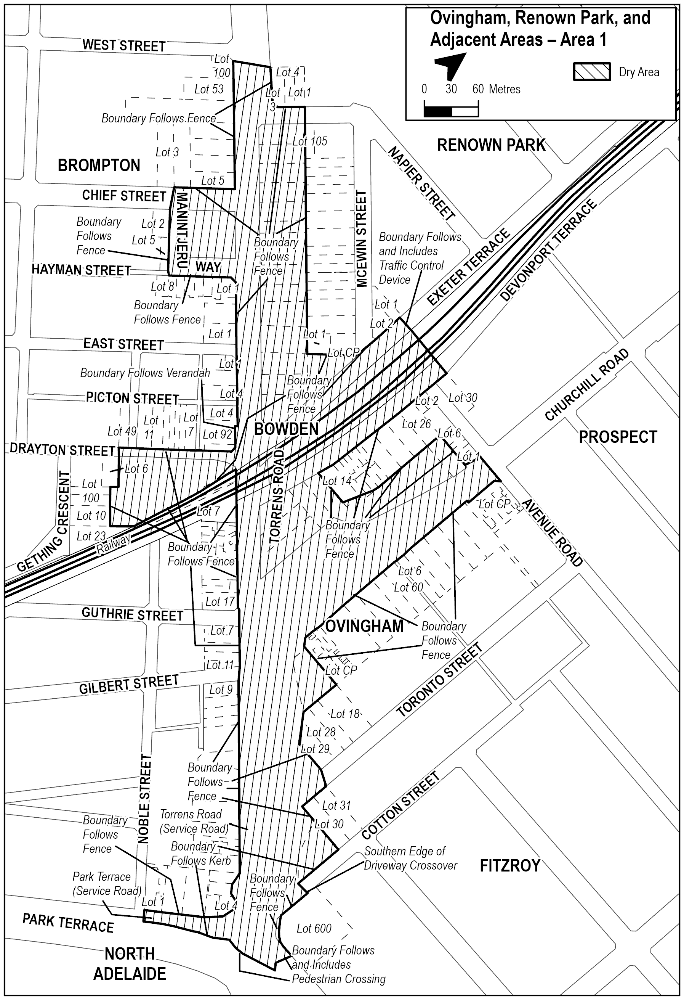 Ovingham, Renown Park, and
Adjacent Areas – Area 1
Dry Area
0 30 60 Metres
WEST STREET
Lot
100
Lot 4
Lot 53
Lot
3
Lot 1
Boundary Follows Fence
Lot 105
RENOWN PARK
Lot 3
BROMPTON
NAPIER STREET
Lot 5
CHIEF STREET
MANINTJERU
WAY
MCEWIN STREET
Boundary
Follows
Fence
Lot 2
Lot 5
Boundary
Follows
Fence
Boundary Follows
and Includes
Traffic Control
Device
EXETER TERRACE
DEVONPORT TERRACE
HAYMAN STREET
Lot 8
Lot 1
Boundary
Follows Fence
Lot 1
Lot 2
Lot 1
Lot 1
EAST STREET
Lot CP
Lot 1
CHURCHILL ROAD
Boundary Follows Verandah
Boundary
Follows
Fence
PICTON STREET
Lot 4
Lot 2
Lot 30
Lot 4
Lot
11
Lot
7
Lot 49
Lot 92
BOWDEN
Lot 26
Lot 6
PROSPECT
DRAYTON STREET
Lot 1
Lot 6
TORRENS ROAD
Lot 14
Lot
100
GETHING CRESCENT
Lot 10
Lot 7
Lot CP
AVENUE ROAD
Lot 23
Railway
Boundary
Follows
Fence
Boundary
Follows Fence
Lot 6
Lot 60
Lot 17
GUTHRIE STREET
OVINGHAM
Boundary
Follows
Fence
Lot 7
Lot 11
Lot CP
TORONTO STREET
GILBERT STREET
Lot 9
Lot 18
Lot 28
Lot 29
NOBLE STREET
Boundary
Follows
Fence
Lot 31
COTTON STREET
Torrens Road
(Service Road)
Lot 30
Boundary
Follows
Fence
Boundary
Follows Kerb
Southern Edge of
Driveway Crossover
FITZROY
Park Terrace
(Service Road)
Boundary
Follows
Fence
Lot 1
Lot 4
PARK TERRACE
Lot 600
NORTH
ADELAIDE
Boundary Follows
and Includes
Pedestrian Crossing